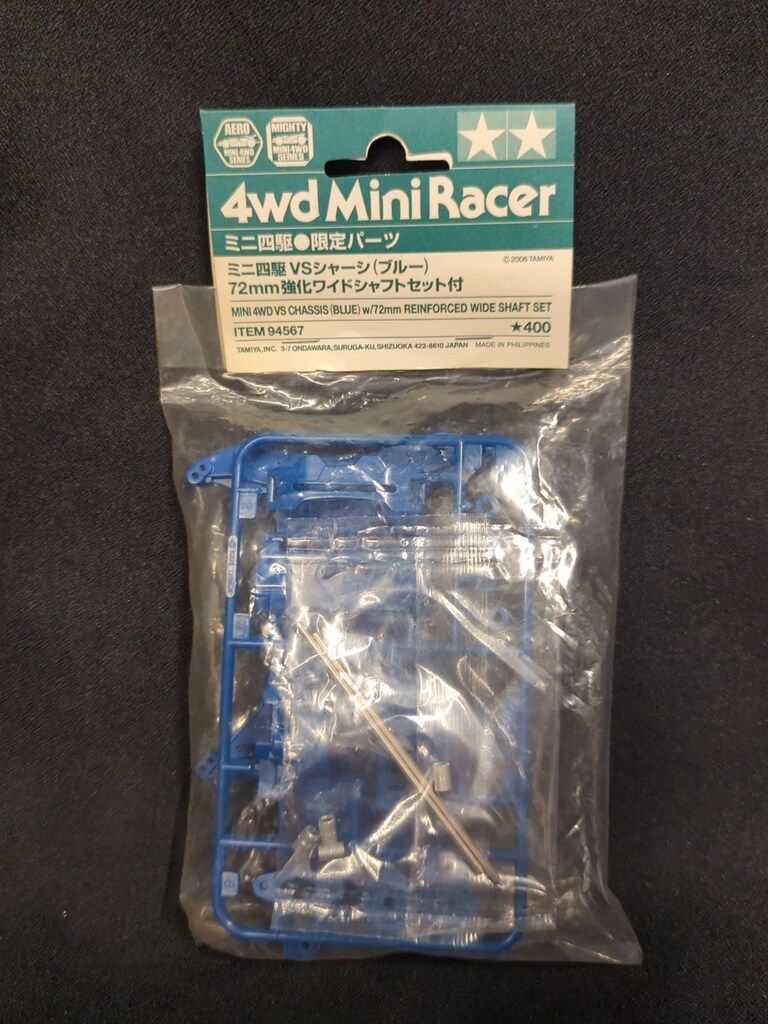 AERO
MINI 4WD
SERIES
MIGHTY
MINI 4WD
SERIES
4wd Mini Racer
ミニ四駆●限定パーツ
© 2006 TAMIYA
ミニ四駆 VSシャーシ(ブルー)
72mm強化ワイドシャフトセット付
MINI 4WD VS CHASSIS (BLUE) w/72mm REINFORCED WIDE SHAFT SET
ITEM 94567
★400
TAMIYA, INC. 3-7 ONDAWARA, SURUGA-KU, SHIZUOKA 422-8610 JAPAN MADE IN PHILIPPINES